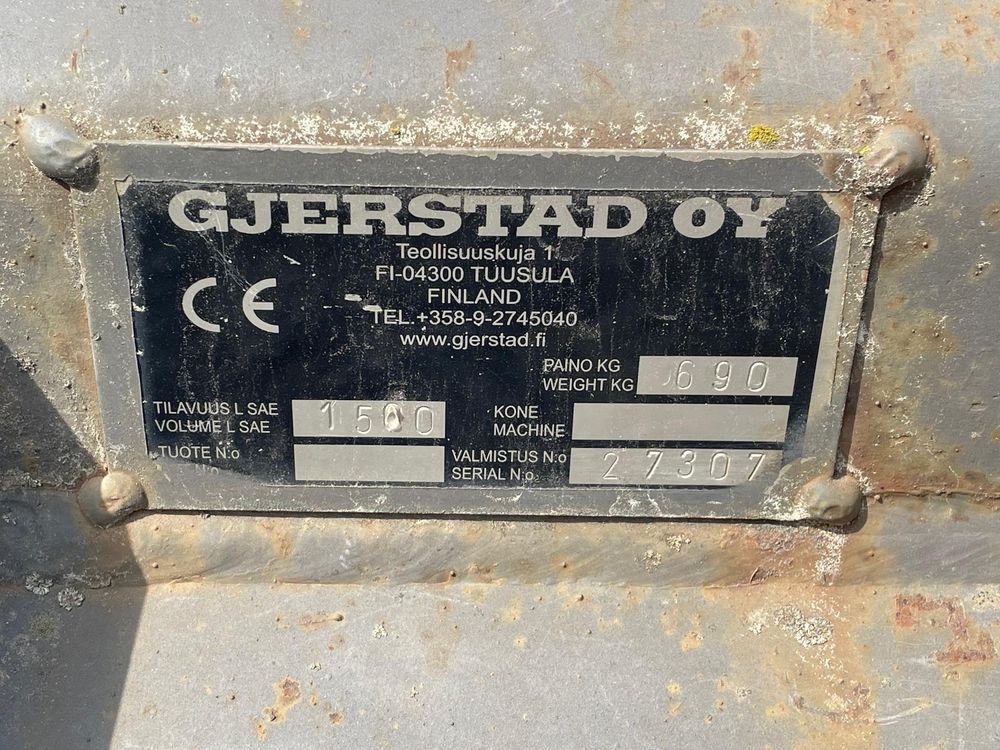 GJERSTAD OY
Teollisuuskuja 1
FI-04300 TUUSULA
FINLAND
TEL.+358-9-2745040
www.gjerstad.fi
CE
PAINO KG
WEIGHT KG 690
TILAVUUS L SAE
VOLUME L SAE 1500
KONE
MACHINE
TUOTE N:o
VALMISTUS N:o
SERIAL N:o 27307